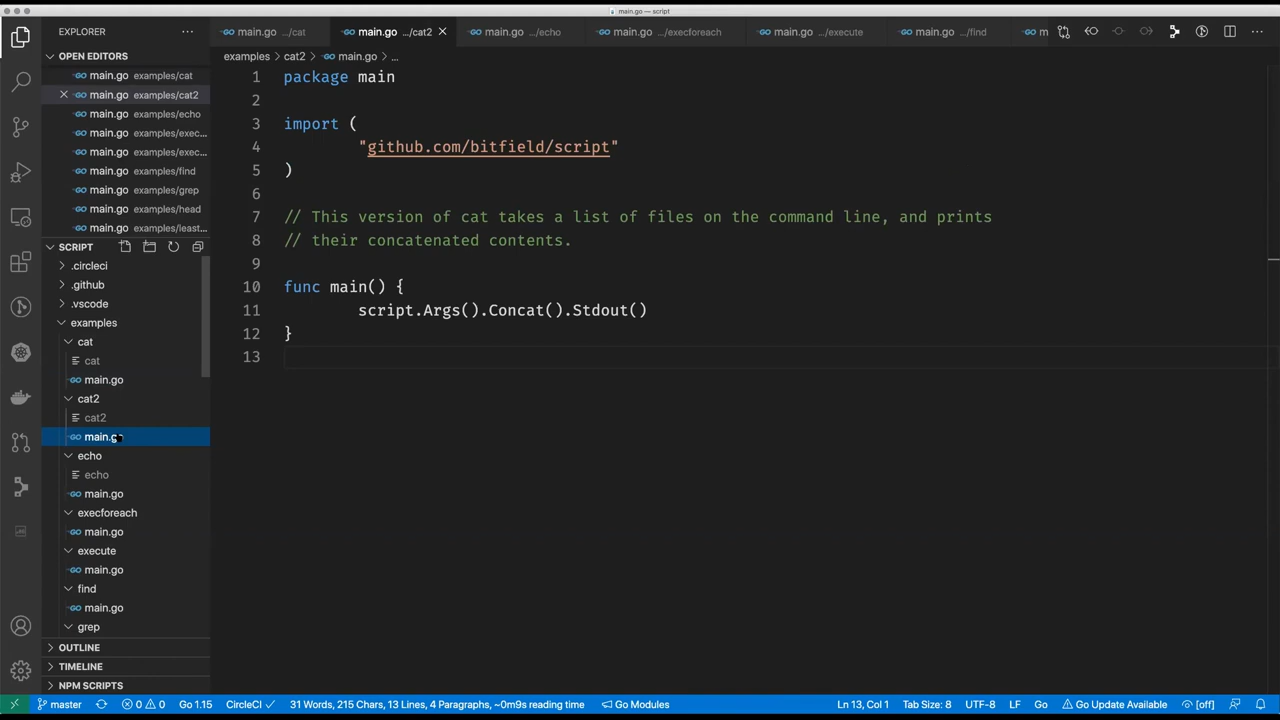 main.go — script
EXPLORER
main.go .../cat
main.go .../cat2
main.go .../echo
main.go .../execforeach
main.go .../execute
main.go .../find
OPEN EDITORS
main.go examples/cat
main.go examples/cat2
main.go examples/echo
main.go examples/exec...
main.go examples/exec...
main.go examples/find
main.go examples/grep
main.go examples/head
main.go examples/least...
SCRIPT
.circleci
.github
.vscode
examples
cat
cat
main.go
cat2
cat2
main.go
echo
echo
main.go
execforeach
main.go
execute
main.go
find
main.go
grep
OUTLINE
TIMELINE
NPM SCRIPTS
examples > cat2 > main.go > ...
1 package main
2
3 import (
4 "github.com/bitfield/script"
5 )
6
7 // This version of cat takes a list of files on the command line, and prints
8 // their concatenated contents.
9
10 func main() {
11 script.Args().Concat().Stdout()
12 }
13
master 0 0 Go 1.15 CircleCI ✓ 31 Words, 215 Chars, 13 Lines, 4 Paragraphs, ~0m9s reading time Go Modules Ln 13, Col 1 Tab Size: 8 UTF-8 LF Go Go Update Available [off]